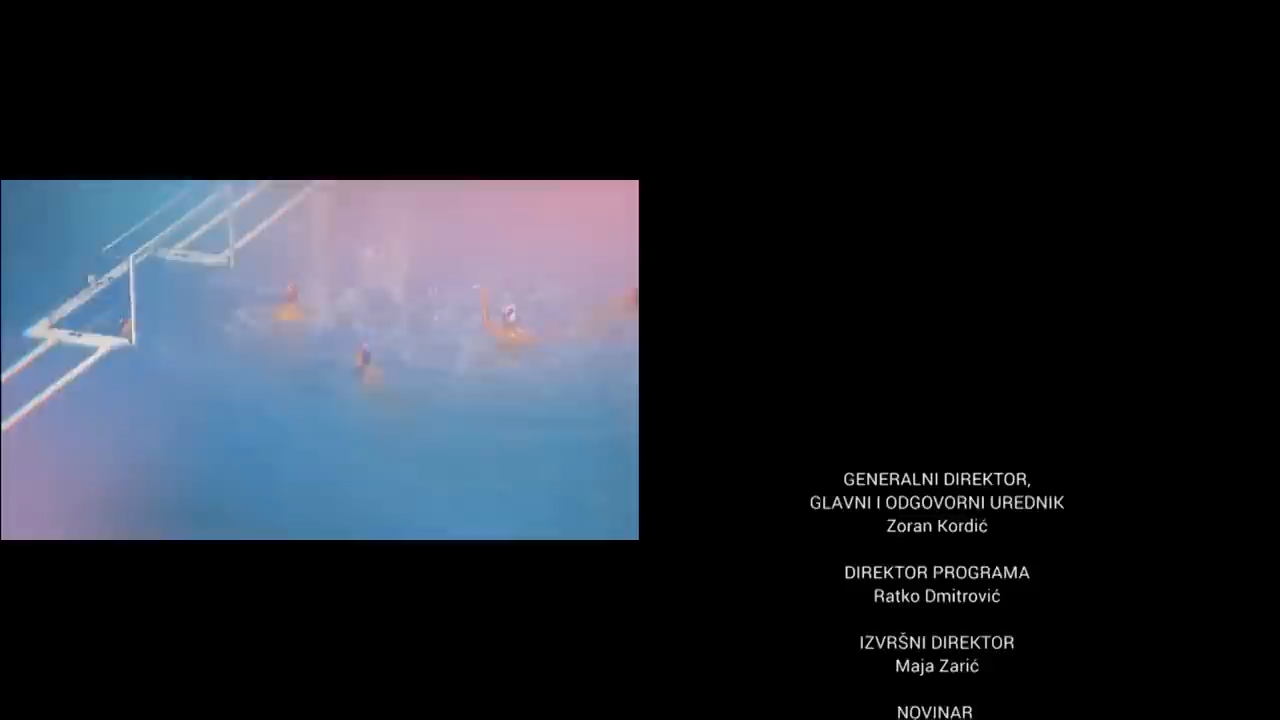 GENERALNI DIREKTOR,
GLAVNI I ODGOVORNI UREDNIK
Zoran Kordić
DIREKTOR PROGRAMA
Ratko Dmitrović
IZVRŠNI DIREKTOR
Maja Zarić
NOVINAR